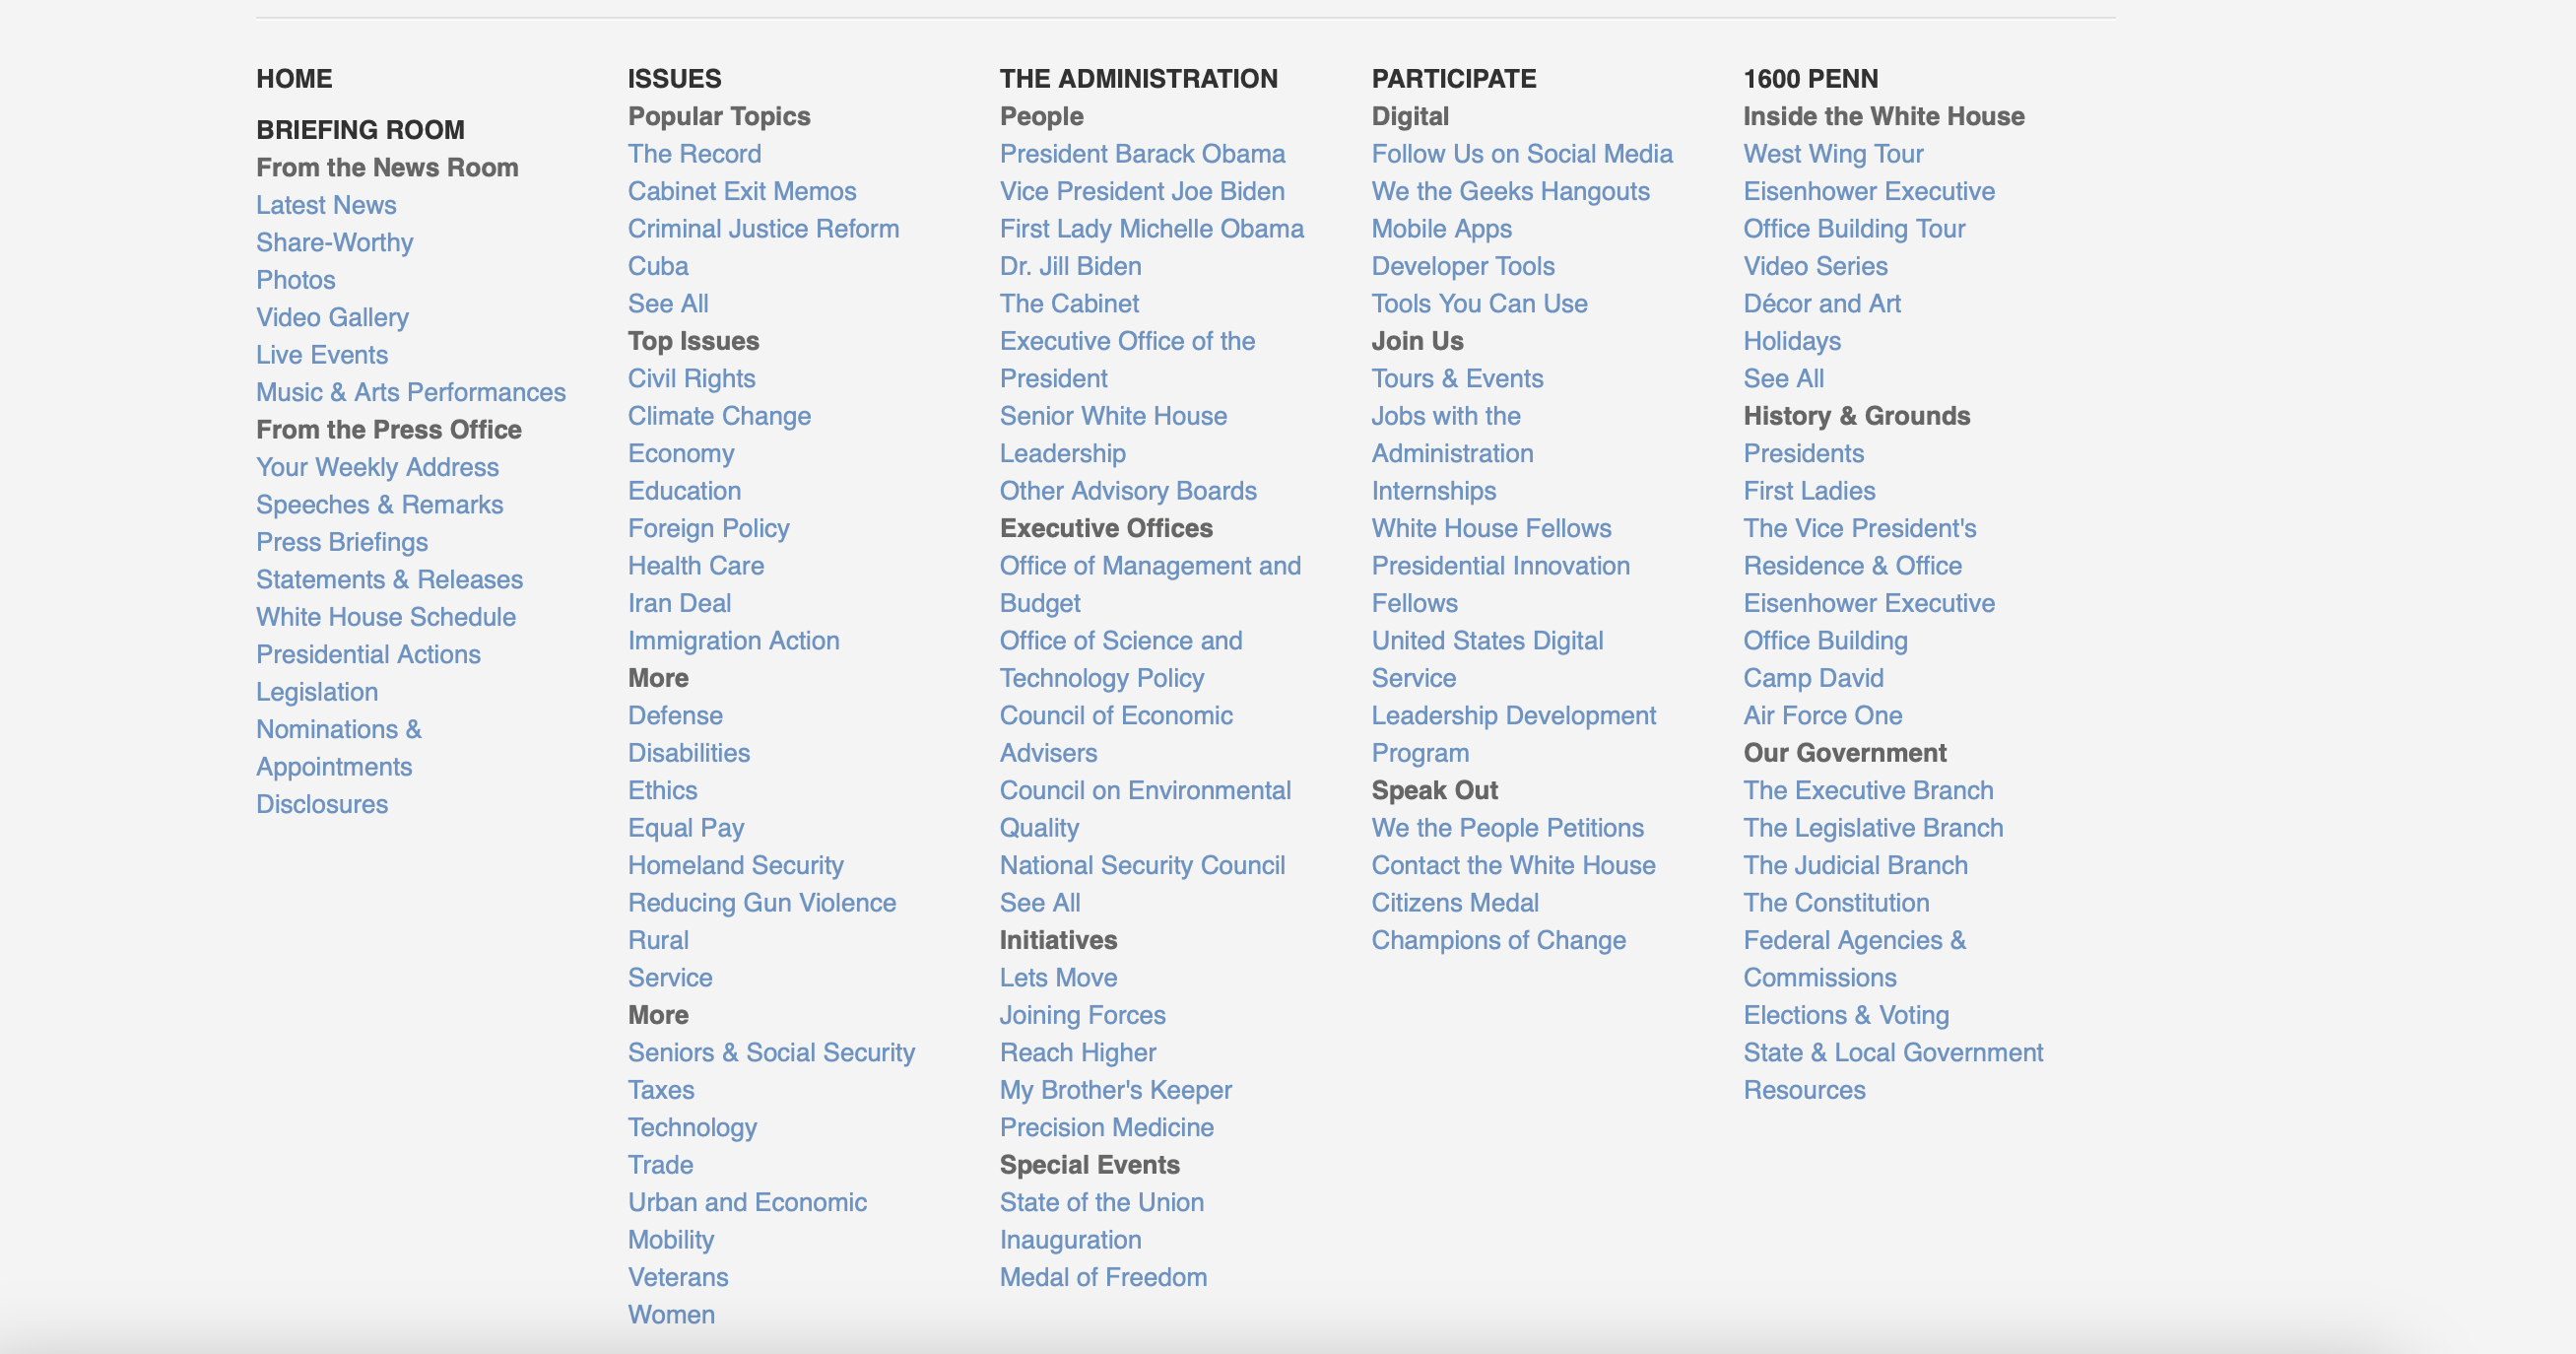 HOME
BRIEFING ROOM
From the News Room
Latest News
Share-Worthy
Photos
Video Gallery
Live Events
Music & Arts Performances
From the Press Office
Your Weekly Address
Speeches & Remarks
Press Briefings
Statements & Releases
White House Schedule
Presidential Actions
Legislation
Nominations &
Appointments
Disclosures
ISSUES
Popular Topics
The Record
Cabinet Exit Memos
Criminal Justice Reform
Cuba
See All
Top Issues
Civil Rights
Climate Change
Economy
Education
Foreign Policy
Health Care
Iran Deal
Immigration Action
More
Defense
Disabilities
Ethics
Equal Pay
Homeland Security
Reducing Gun Violence
Rural
Service
More
Seniors & Social Security
Taxes
Technology
Trade
Urban and Economic
Mobility
Veterans
Women
THE ADMINISTRATION
People
President Barack Obama
Vice President Joe Biden
First Lady Michelle Obama
Dr. Jill Biden
The Cabinet
Executive Office of the
President
Senior White House
Leadership
Other Advisory Boards
Executive Offices
Office of Management and
Budget
Office of Science and
Technology Policy
Council of Economic
Advisers
Council on Environmental
Quality
National Security Council
See All
Initiatives
Lets Move
Joining Forces
Reach Higher
My Brother's Keeper
Precision Medicine
Special Events
State of the Union
Inauguration
Medal of Freedom
PARTICIPATE
Digital
Follow Us on Social Media
We the Geeks Hangouts
Mobile Apps
Developer Tools
Tools You Can Use
Join Us
Tours & Events
Jobs with the
Administration
Internships
White House Fellows
Presidential Innovation
Fellows
United States Digital
Service
Leadership Development
Program
Speak Out
We the People Petitions
Contact the White House
Citizens Medal
Champions of Change
1600 PENN
Inside the White House
West Wing Tour
Eisenhower Executive
Office Building Tour
Video Series
Décor and Art
Holidays
See All
History & Grounds
Presidents
First Ladies
The Vice President's
Residence & Office
Eisenhower Executive
Office Building
Camp David
Air Force One
Our Government
The Executive Branch
The Legislative Branch
The Judicial Branch
The Constitution
Federal Agencies &
Commissions
Elections & Voting
State & Local Government
Resources